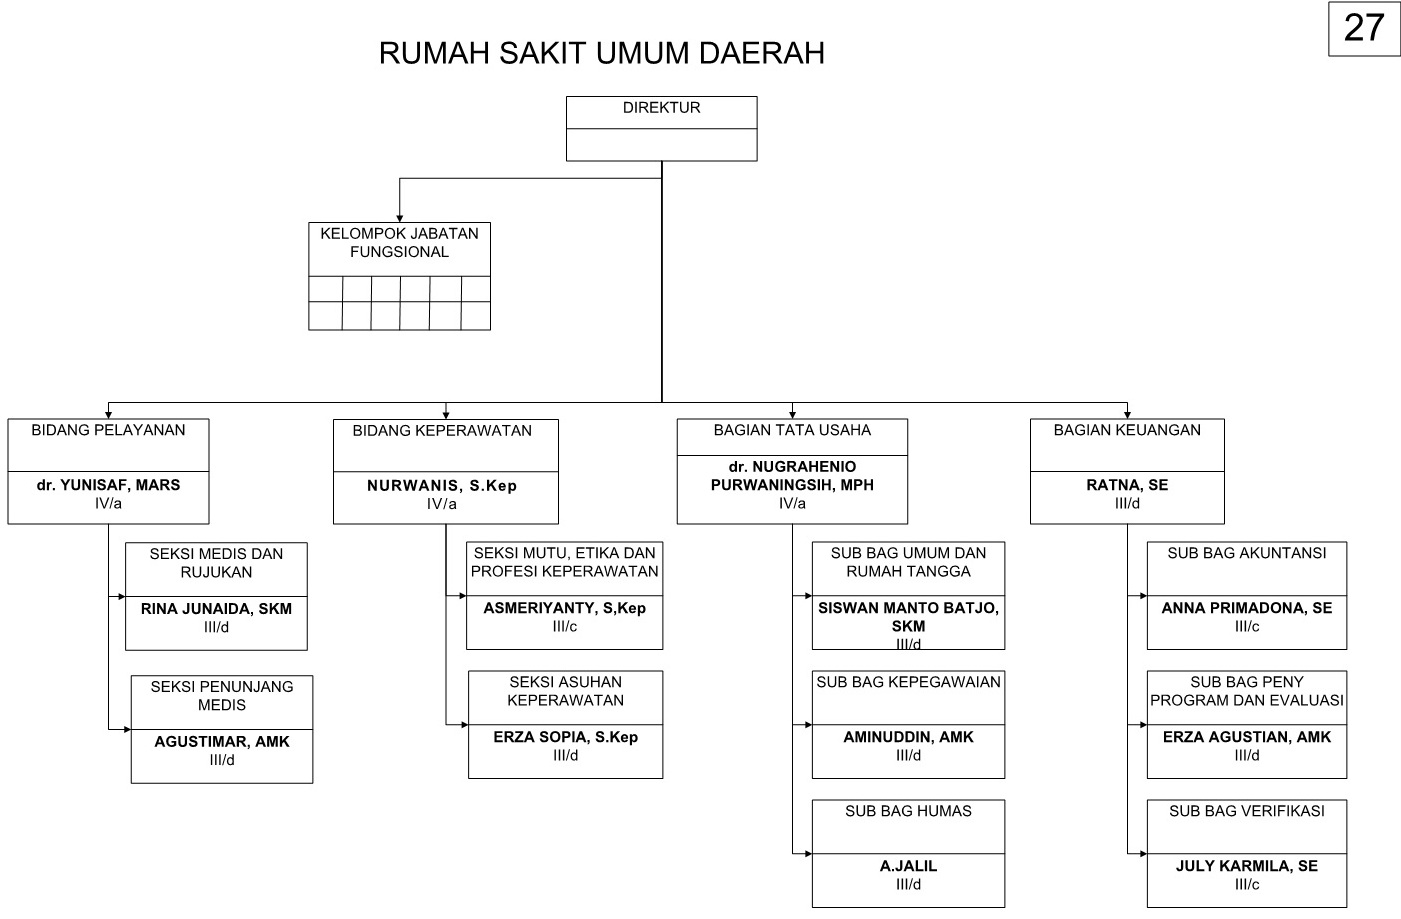 27
RUMAH SAKIT UMUM DAERAH
DIREKTUR
KELOMPOK JABATAN
FUNGSIONAL
BIDANG PELAYANAN
dr. YUNISAF, MARS
IV/a
SEKSI MEDIS DAN
RUJUKAN
RINA JUNAIDA, SKM
III/d
SEKSI PENUNJANG
MEDIS
AGUSTIMAR, AMK
III/d
BIDANG KEPERAWATAN
NURWANIS, S.Kep
IV/a
SEKSI MUTU, ETIKA DAN
PROFESI KEPERAWATAN
ASMERIYANTY, S,Kep
III/c
SEKSI ASUHAN
KEPERAWATAN
ERZA SOPIA, S.Kep
III/d
BAGIAN TATA USAHA
dr. NUGRAHENIO
PURWANINGSIH, MPH
IV/a
SUB BAG UMUM DAN
RUMAH TANGGA
SISWAN MANTO BATJO,
SKM
III/d
SUB BAG KEPEGAWAIAN
AMINUDDIN, AMK
III/d
SUB BAG HUMAS
A.JALIL
III/d
BAGIAN KEUANGAN
RATNA, SE
III/d
SUB BAG AKUNTANSI
ANNA PRIMADONA, SE
III/c
SUB BAG PENY
PROGRAM DAN EVALUASI
ERZA AGUSTIAN, AMK
III/d
SUB BAG VERIFIKASI
JULY KARMILA, SE
III/c